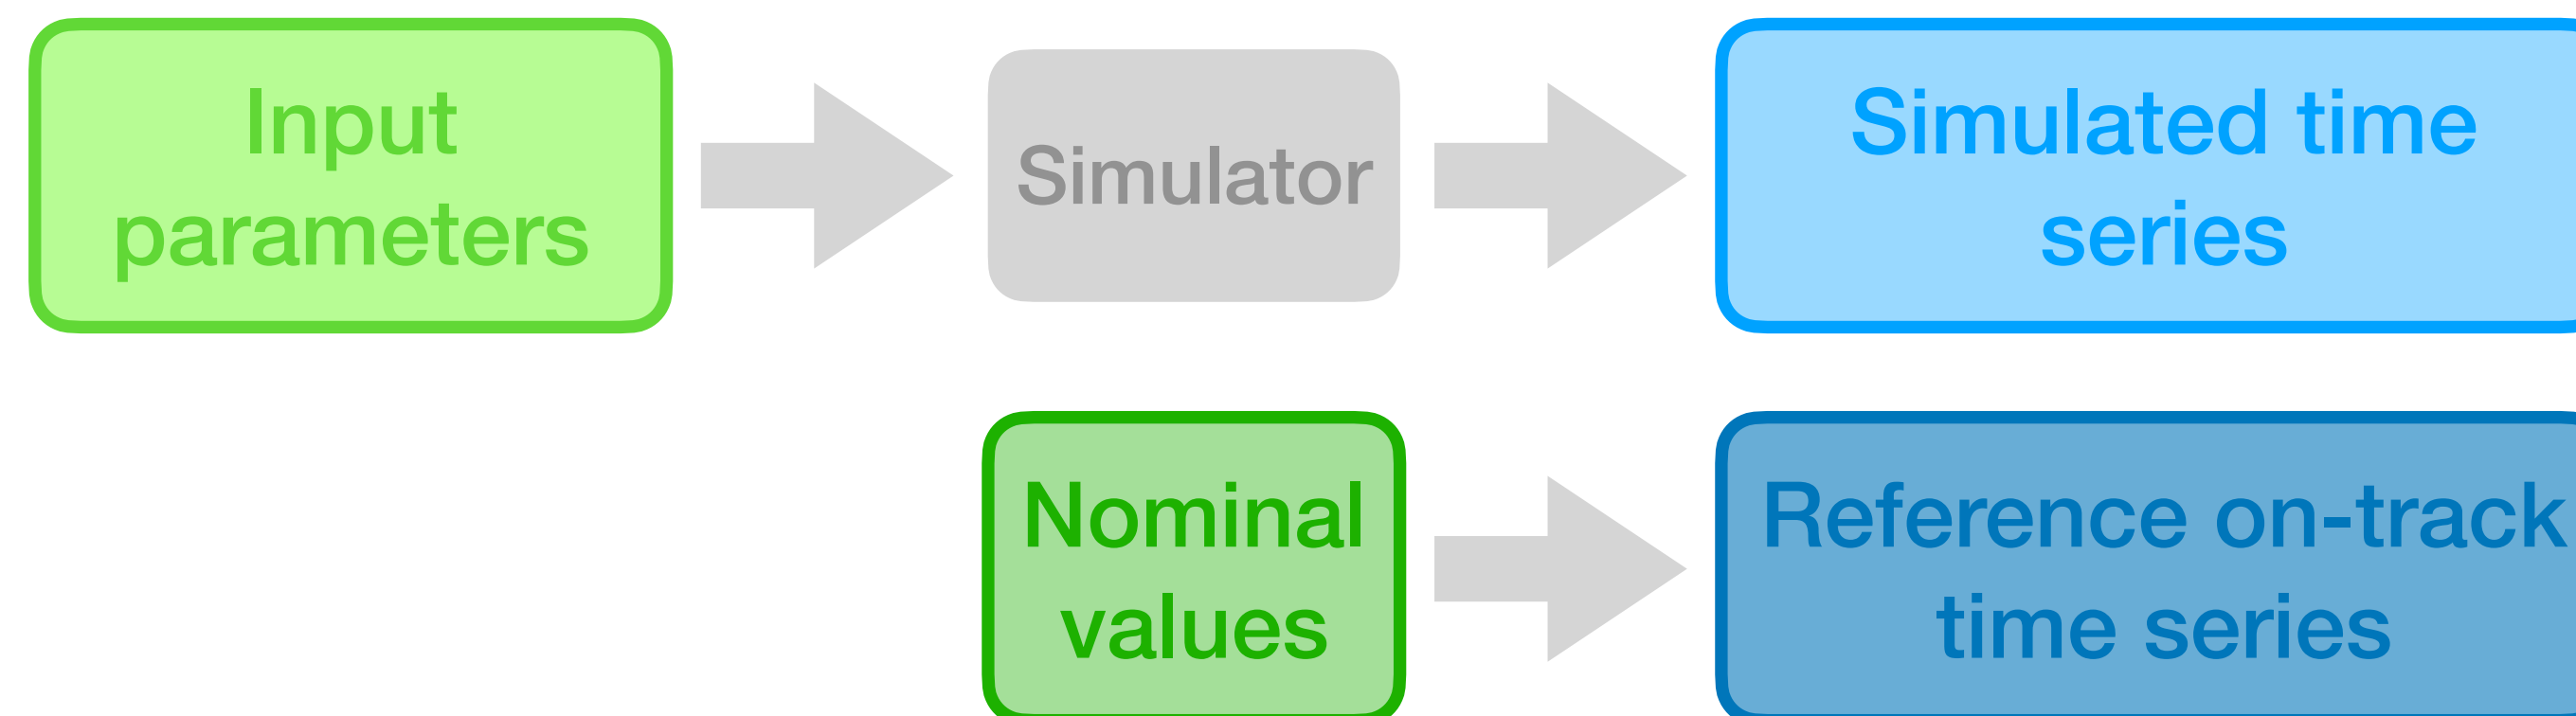 Input
parameters
Simulator
Simulated time
series
Nominal
values
Reference on-track
time series